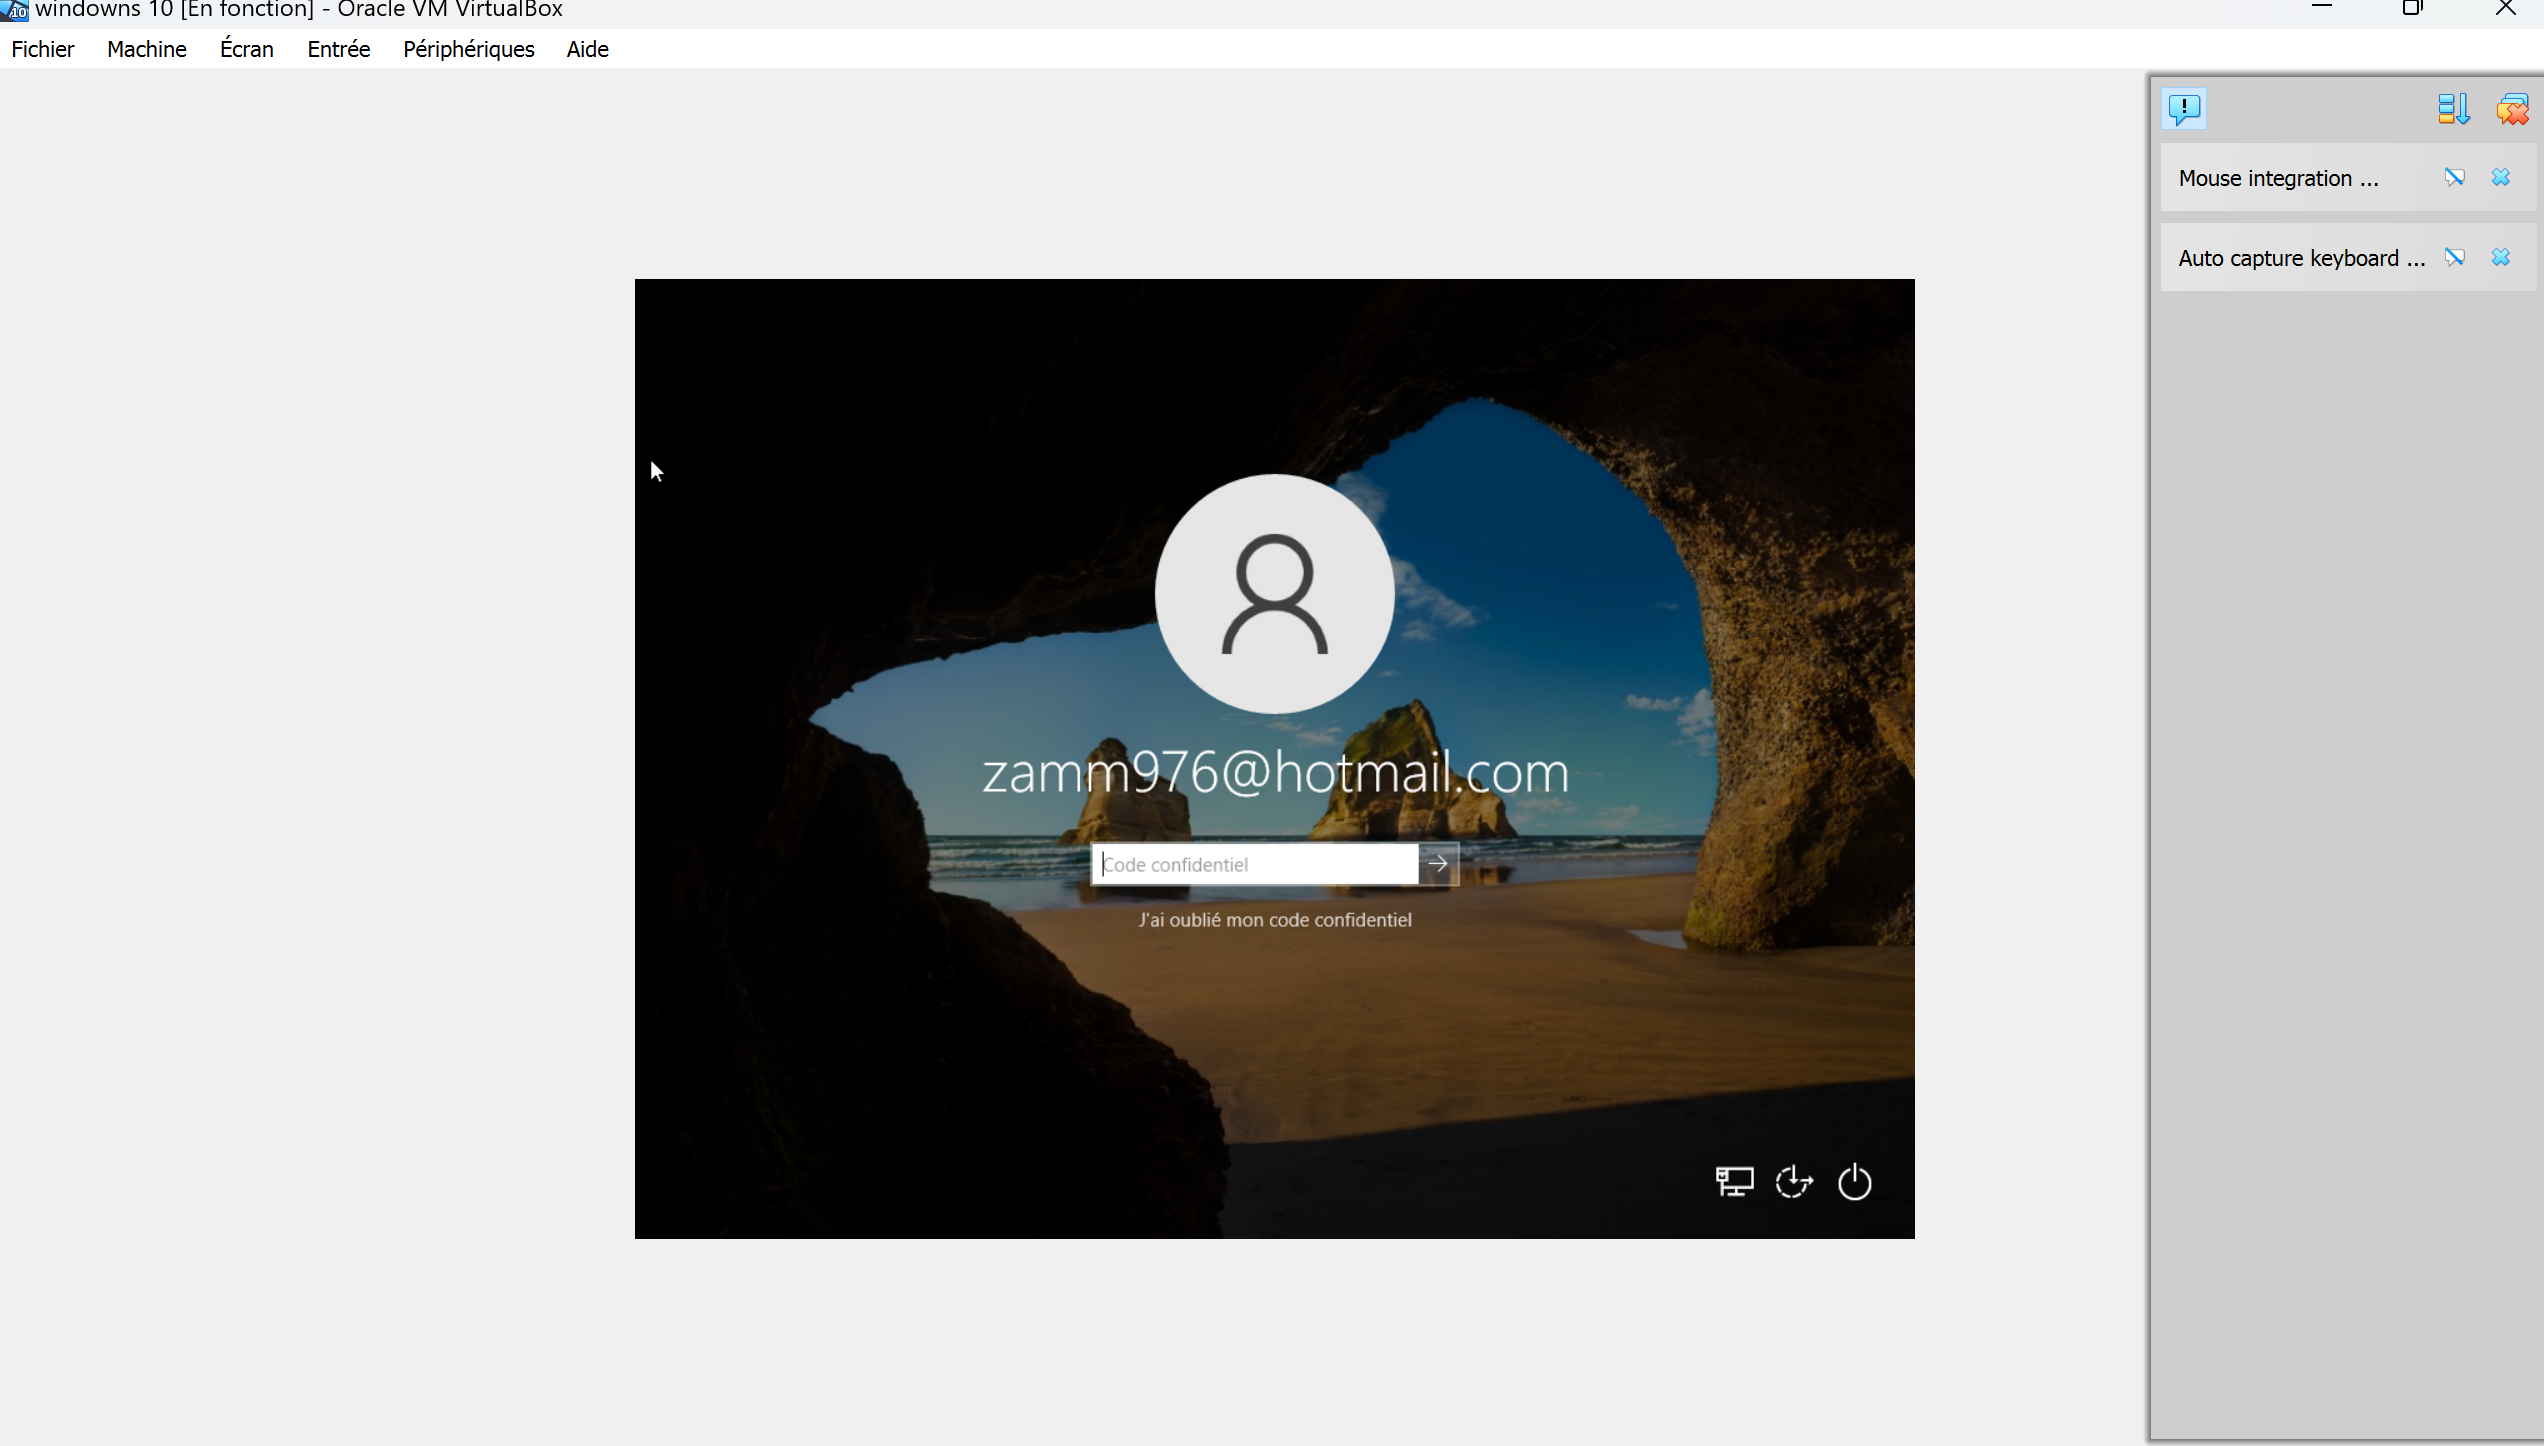 windowns 10 [En fonction] - Oracle VM VirtualBox
Fichier Machine Écran Entrée Périphériques Aide
Mouse integration ...
Auto capture keyboard ...
zamm976@hotmail.com
Code confidentiel
J'ai oublié mon code confidentiel